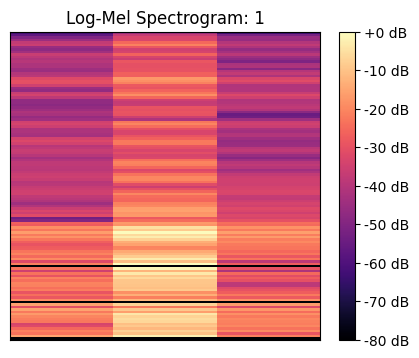 Log-Mel Spectrogram: 1
+0 dB
-10 dB
-20 dB
-30 dB
-40 dB
-50 dB
-60 dB
-70 dB
-80 dB